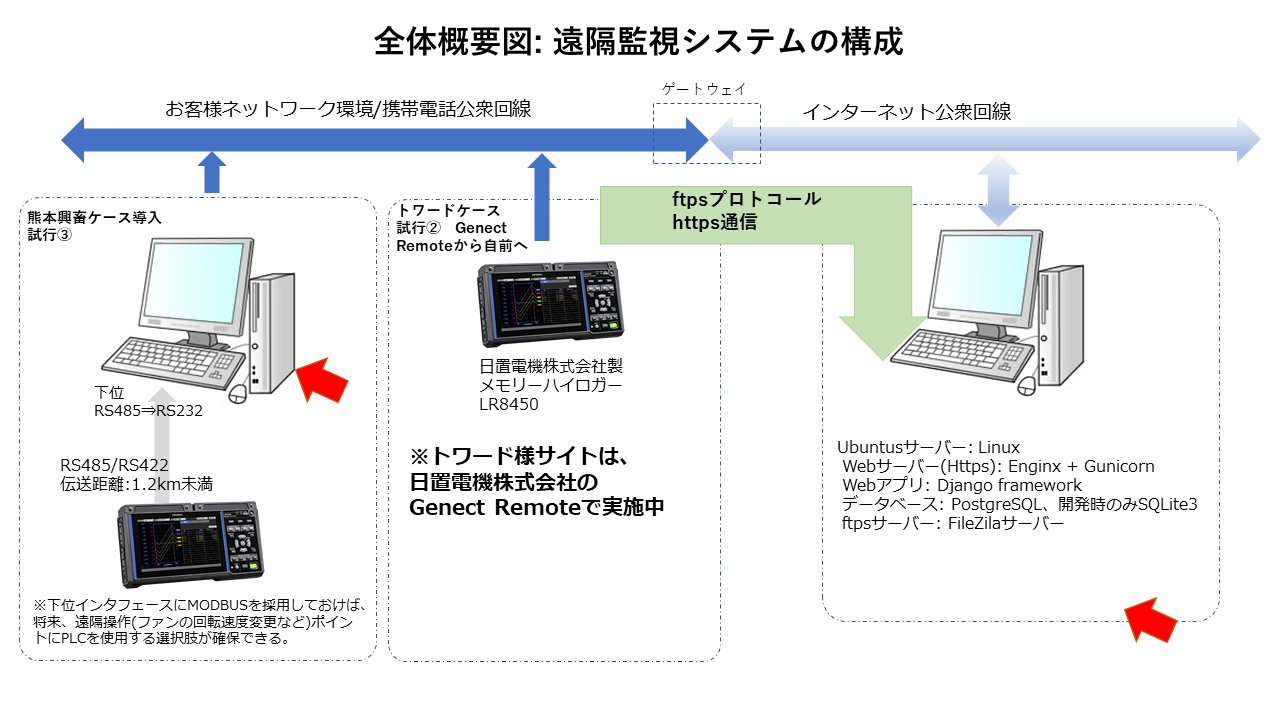 全体概要図: 遠隔監視システムの構成
お客様ネットワーク環境/携帯電話公衆回線
ゲートウェイ
インターネット公衆回線
熊本興畜ケース導入
試行③
下位
RS485⇒RS232
RS485/RS422
伝送距離:1.2km未満
※下位インタフェースにMODBUSを採用しておけば、
将来、遠隔操作(ファンの回転速度変更など)ポイン
トにPLCを使用する選択肢が確保できる。
トワードケース
試行② Genect
Remoteから自前へ
日置電機株式会社製
メモリーハイロガー
LR8450
※トワード様サイトは、
日置電機株式会社の
Genect Remoteで実施中
ftpsプロトコール
https通信
Ubuntusサーバー: Linux
Webサーバー(Https): Enginx + Gunicorn
Webアプリ: Django framework
データベース: PostgreSQL、開発時のみSQLite3
ftpsサーバー: FileZilaサーバー